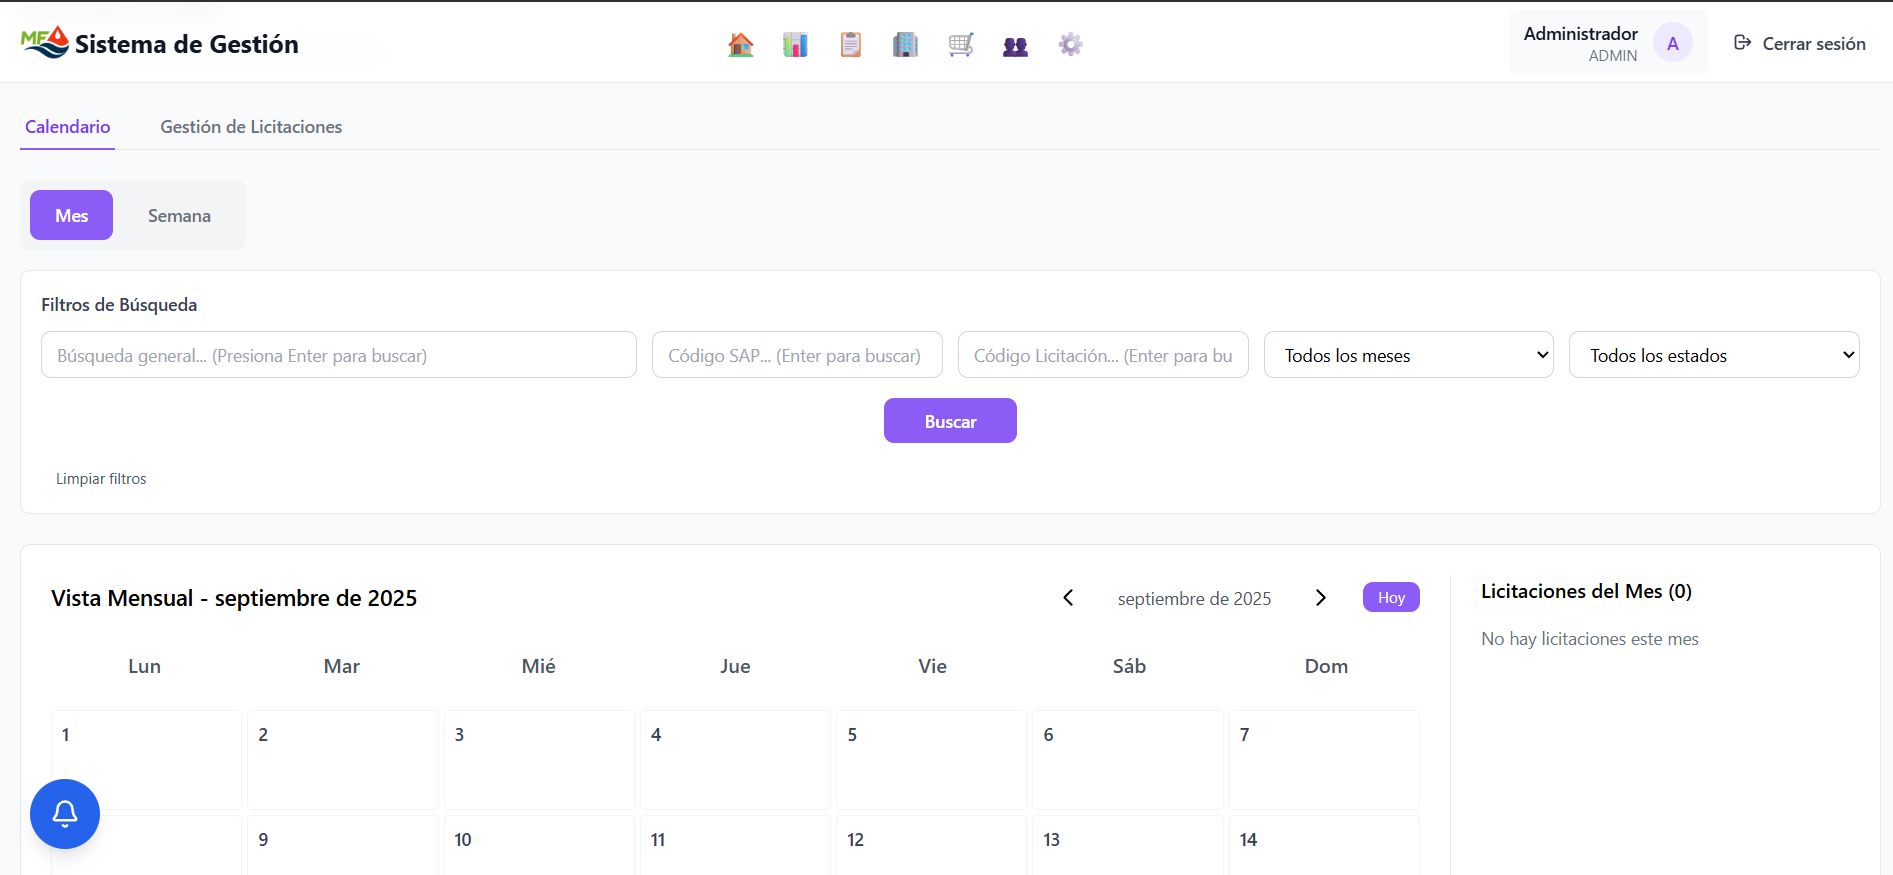 MF Sistema de Gestión
Administrador
ADMIN
A
Cerrar sesión
Calendario
Gestión de Licitaciones
Mes
Semana
Filtros de Búsqueda
Búsqueda general... (Presiona Enter para buscar)
Código SAP... (Enter para buscar)
Código Licitación... (Enter para bu
Todos los meses
Todos los estados
Buscar
Limpiar filtros
Vista Mensual - septiembre de 2025
septiembre de 2025
Hoy
Licitaciones del Mes (0)
No hay licitaciones este mes
Lun Mar Mié Jue Vie Sáb Dom
1 2 3 4 5 6 7
9 10 11 12 13 14